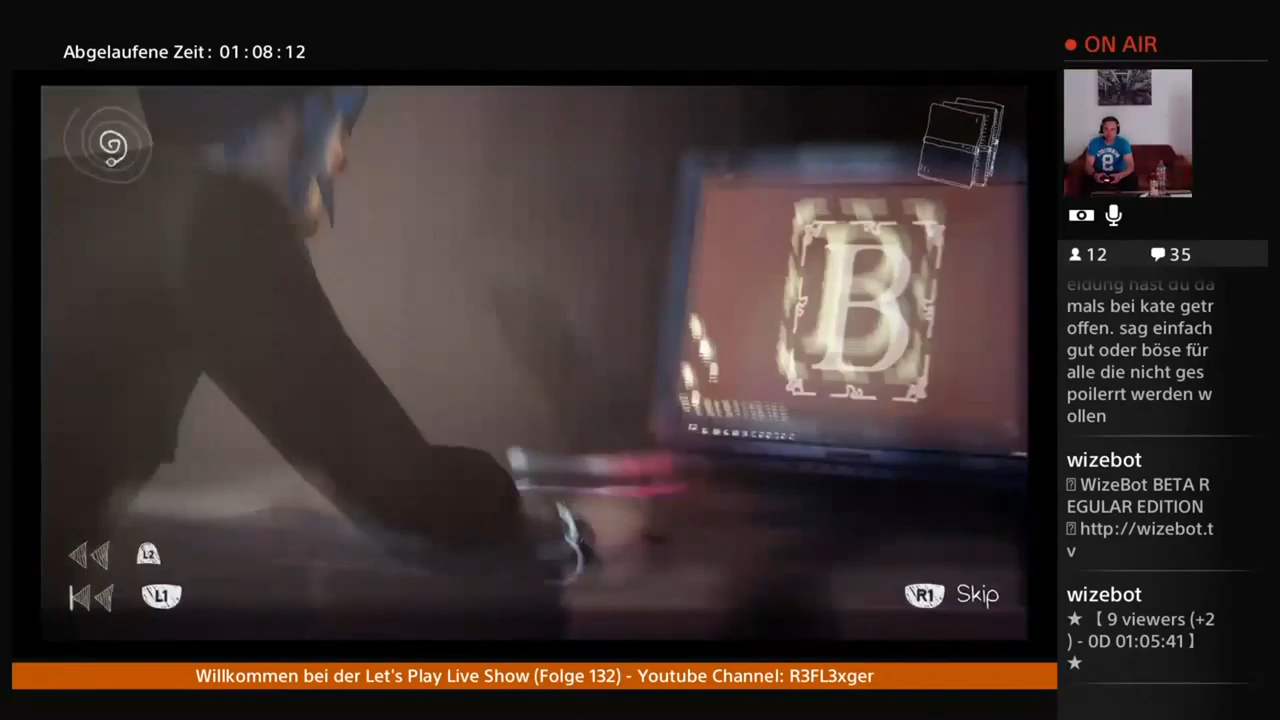 Abgelaufene Zeit: 01:08:12
ON AIR
12 35
B
eidung hast du da
mals bei kate getr
offen. sag einfach
gut oder böse für
alle die nicht ges
poilerrt werden w
ollen
wizebot
WizeBot BETA R
EGULAR EDITION
http://wizebot.t
v
wizebot
★ 【 9 viewers (+2
) - 0D 01:05:41 】
★
L2
L1
R1 Skip
Willkommen bei der Let's Play Live Show (Folge 132) - Youtube Channel: R3FL3xger